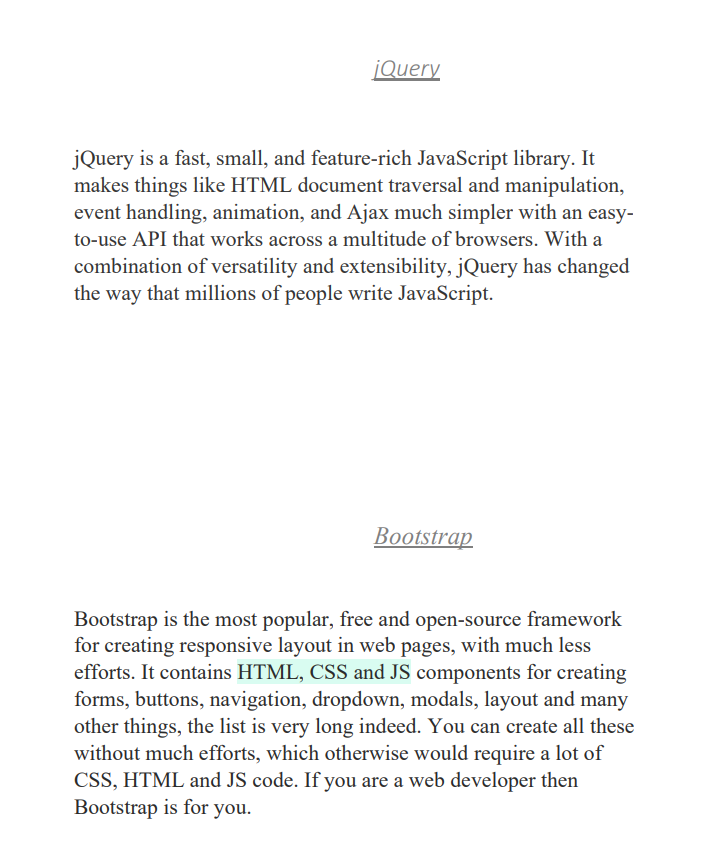 jQuery
jQuery is a fast, small, and feature-rich JavaScript library. It
makes things like HTML document traversal and manipulation,
event handling, animation, and Ajax much simpler with an easy-
to-use API that works across a multitude of browsers. With a
combination of versatility and extensibility, jQuery has changed
the way that millions of people write JavaScript.
Bootstrap
Bootstrap is the most popular, free and open-source framework
for creating responsive layout in web pages, with much less
efforts. It contains HTML, CSS and JS components for creating
forms, buttons, navigation, dropdown, modals, layout and many
other things, the list is very long indeed. You can create all these
without much efforts, which otherwise would require a lot of
CSS, HTML and JS code. If you are a web developer then
Bootstrap is for you.